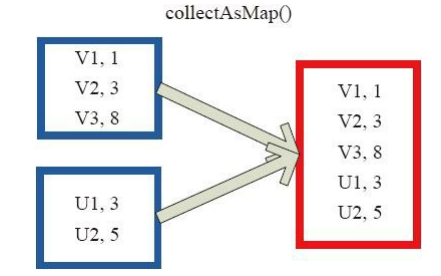 collectAsMap()
V1, 1
V2, 3
V3, 8
U1, 3
U2, 5
V1, 1
V2, 3
V3, 8
U1, 3
U2, 5